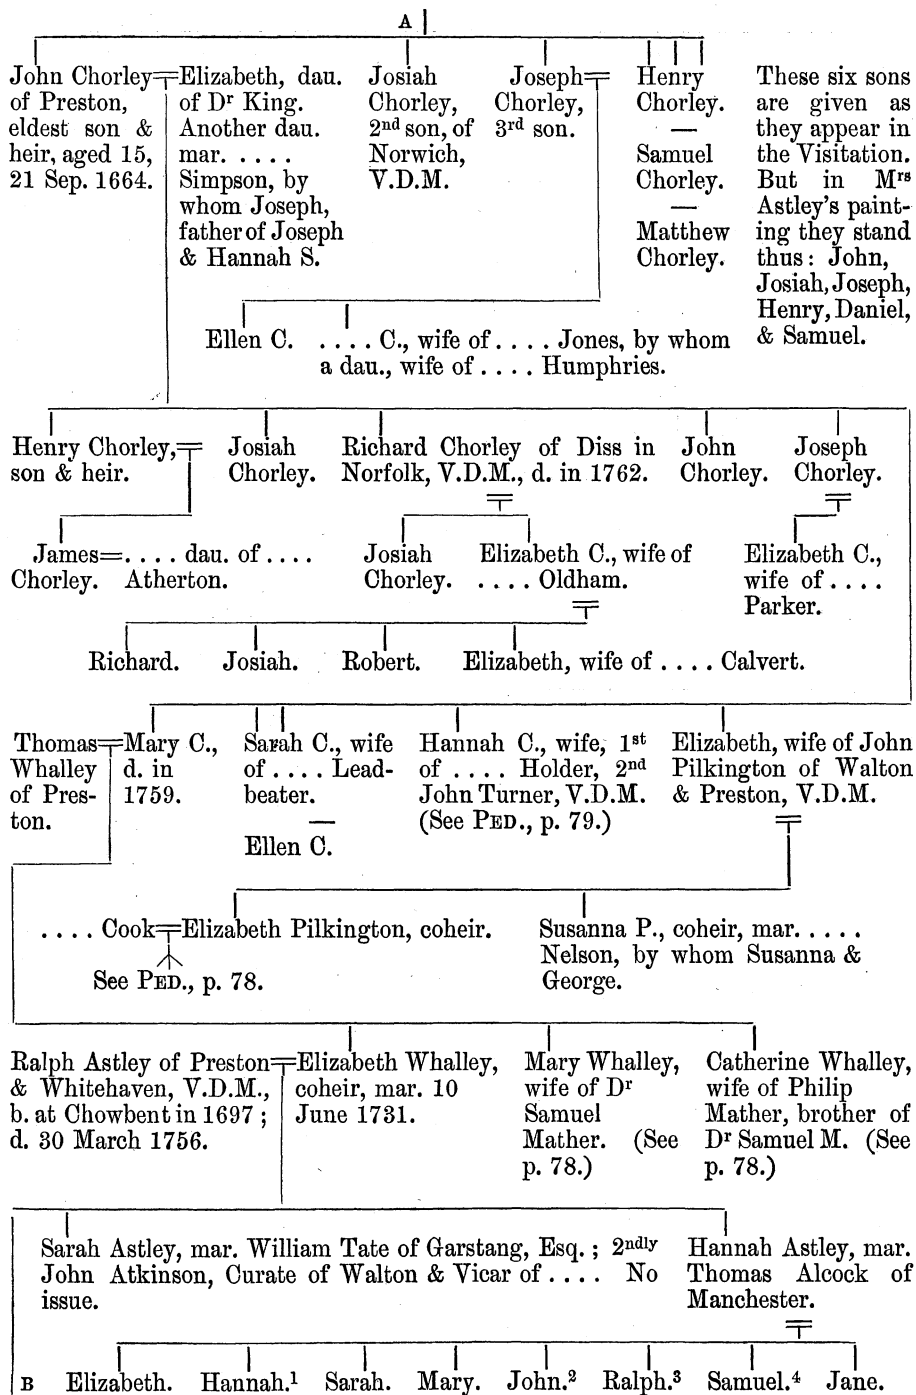 A
John Chorley
of Preston,
eldest son &
heir, aged 15,
21 Sep. 1664.
Elizabeth, dau.
of Dr King.
Another dau.
mar. . . . .
Simpson, by
whom Joseph,
father of Joseph
& Hannah S.
Josiah
Chorley,
2nd son, of
Norwich,
V.D.M.
Joseph
Chorley,
3rd son.
Henry
Chorley.
—
Samuel
Chorley.
—
Matthew
Chorley.
These six sons
are given as
they appear in
the Visitation.
But in Mrs
Astley's paint-
ing they stand
thus: John,
Josiah, Joseph,
Henry, Daniel,
& Samuel.
Ellen C.
. . . . C., wife of . . . . Jones, by whom
a dau., wife of . . . . Humphries.
Henry Chorley,
son & heir.
Josiah
Chorley.
Richard Chorley of Diss in
Norfolk, V.D.M., d. in 1762.
John
Chorley.
Joseph
Chorley.
James = . . . . dau. of . . . .
Chorley. Atherton.
Josiah
Chorley.
Elizabeth C., wife of
. . . . Oldham.
Elizabeth C.,
wife of . . . .
Parker.
Richard. Josiah. Robert. Elizabeth, wife of . . . . Calvert.
Thomas
Whalley
of Pres-
ton.
Mary C.,
d. in
1759.
Sarah C., wife
of . . . . Lead-
beater.
—
Ellen C.
Hannah C., wife, 1st
of . . . . Holder, 2nd
John Turner, V.D.M.
(See PED., p. 79.)
Elizabeth, wife of John
Pilkington of Walton
& Preston, V.D.M.
. . . . Cook
Elizabeth Pilkington, coheir.
See PED., p. 78.
Susanna P., coheir, mar. . . . .
Nelson, by whom Susanna &
George.
Ralph Astley of Preston
& Whitehaven, V.D.M.,
b. at Chowbent in 1697 ;
d. 30 March 1756.
Elizabeth Whalley,
coheir, mar. 10
June 1731.
Mary Whalley,
wife of Dr
Samuel
Mather. (See
p. 78.)
Catherine Whalley,
wife of Philip
Mather, brother of
Dr Samuel M. (See
p. 78.)
Sarah Astley, mar. William Tate of Garstang, Esq. ; 2ndly
John Atkinson, Curate of Walton & Vicar of . . . . No
issue.
Hannah Astley, mar.
Thomas Alcock of
Manchester.
B Elizabeth. Hannah.1 Sarah. Mary. John.2 Ralph.3 Samuel.4 Jane.